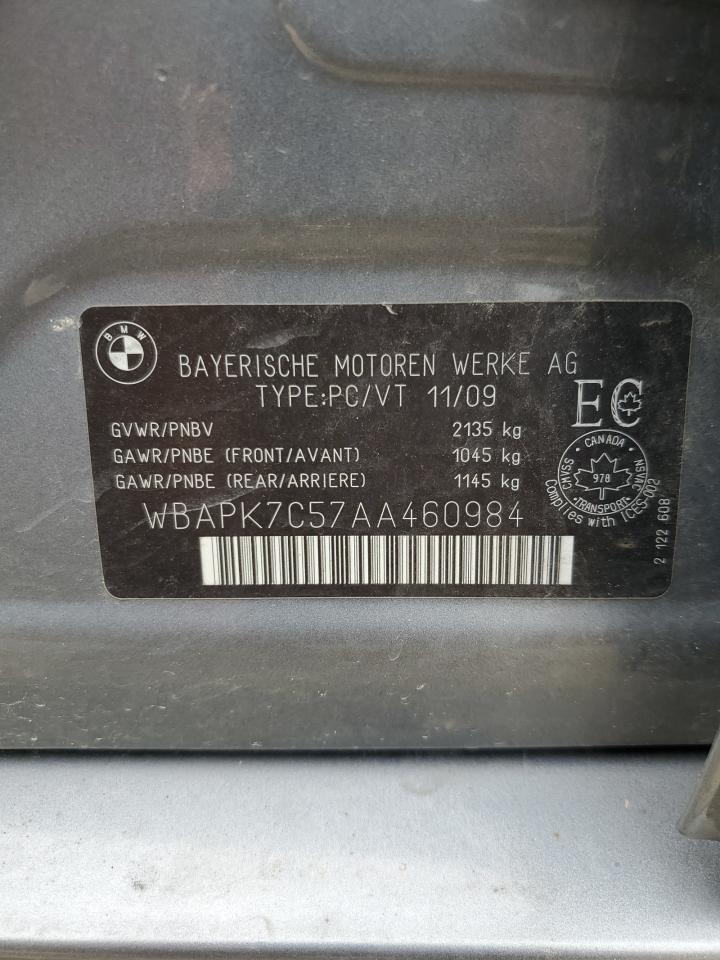 BMW
BAYERISCHE MOTOREN WERKE AG
TYPE:PC/VT 11/09
EC
GVWR/PNBV 2135 kg
GAWR/PNBE (FRONT/AVANT) 1045 kg
GAWR/PNBE (REAR/ARRIERE) 1145 kg
CANADA
CMVSS 978 NSVAC
TRANSPORT
Complies with ICES-002
WBAPK7C57AA460984
2 122 608